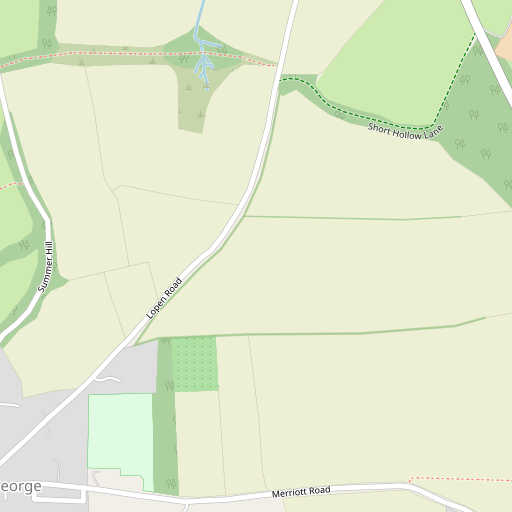 Short Hollow Lane
Summer Hill
Lopen Road
eorge
Merriott Road